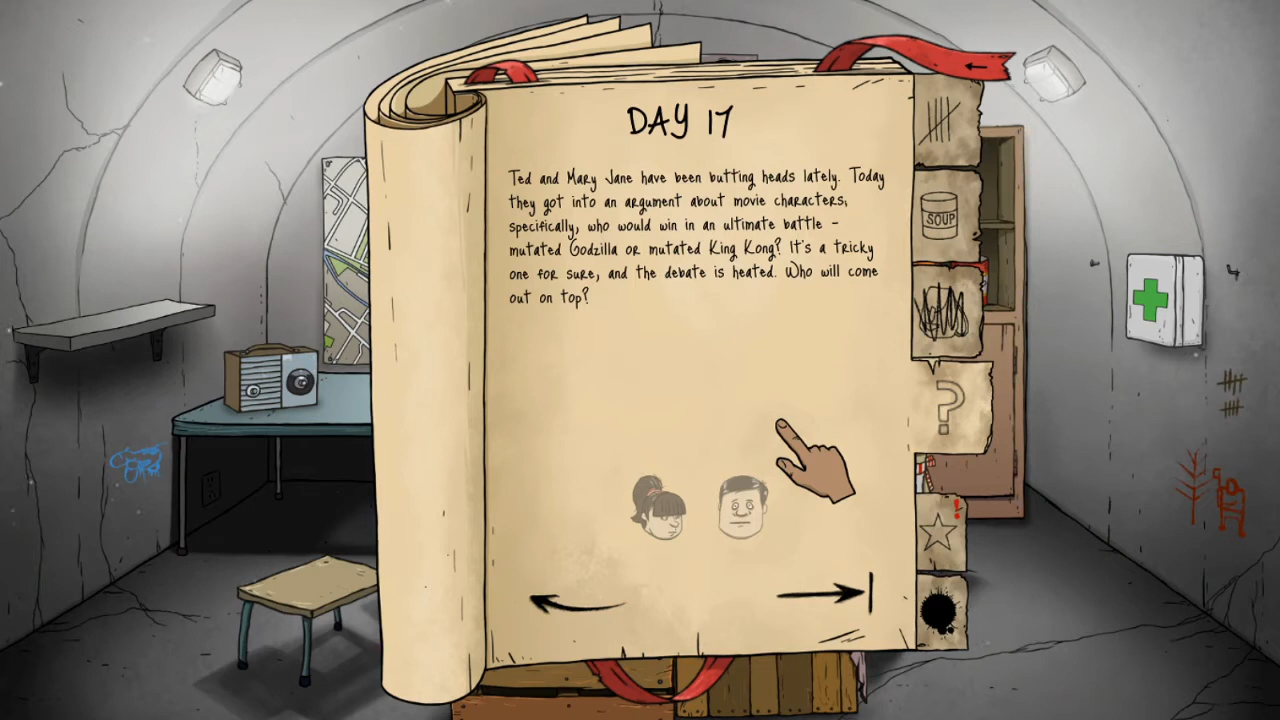 DAY 17
Ted and Mary Jane have been butting heads lately. Today
they got into an argument about movie characters;
specifically, who would win in an ultimate battle -
mutated Godzilla or mutated King Kong? It's a tricky
one for sure, and the debate is heated. Who will come
out on top?
SOUP
?
!